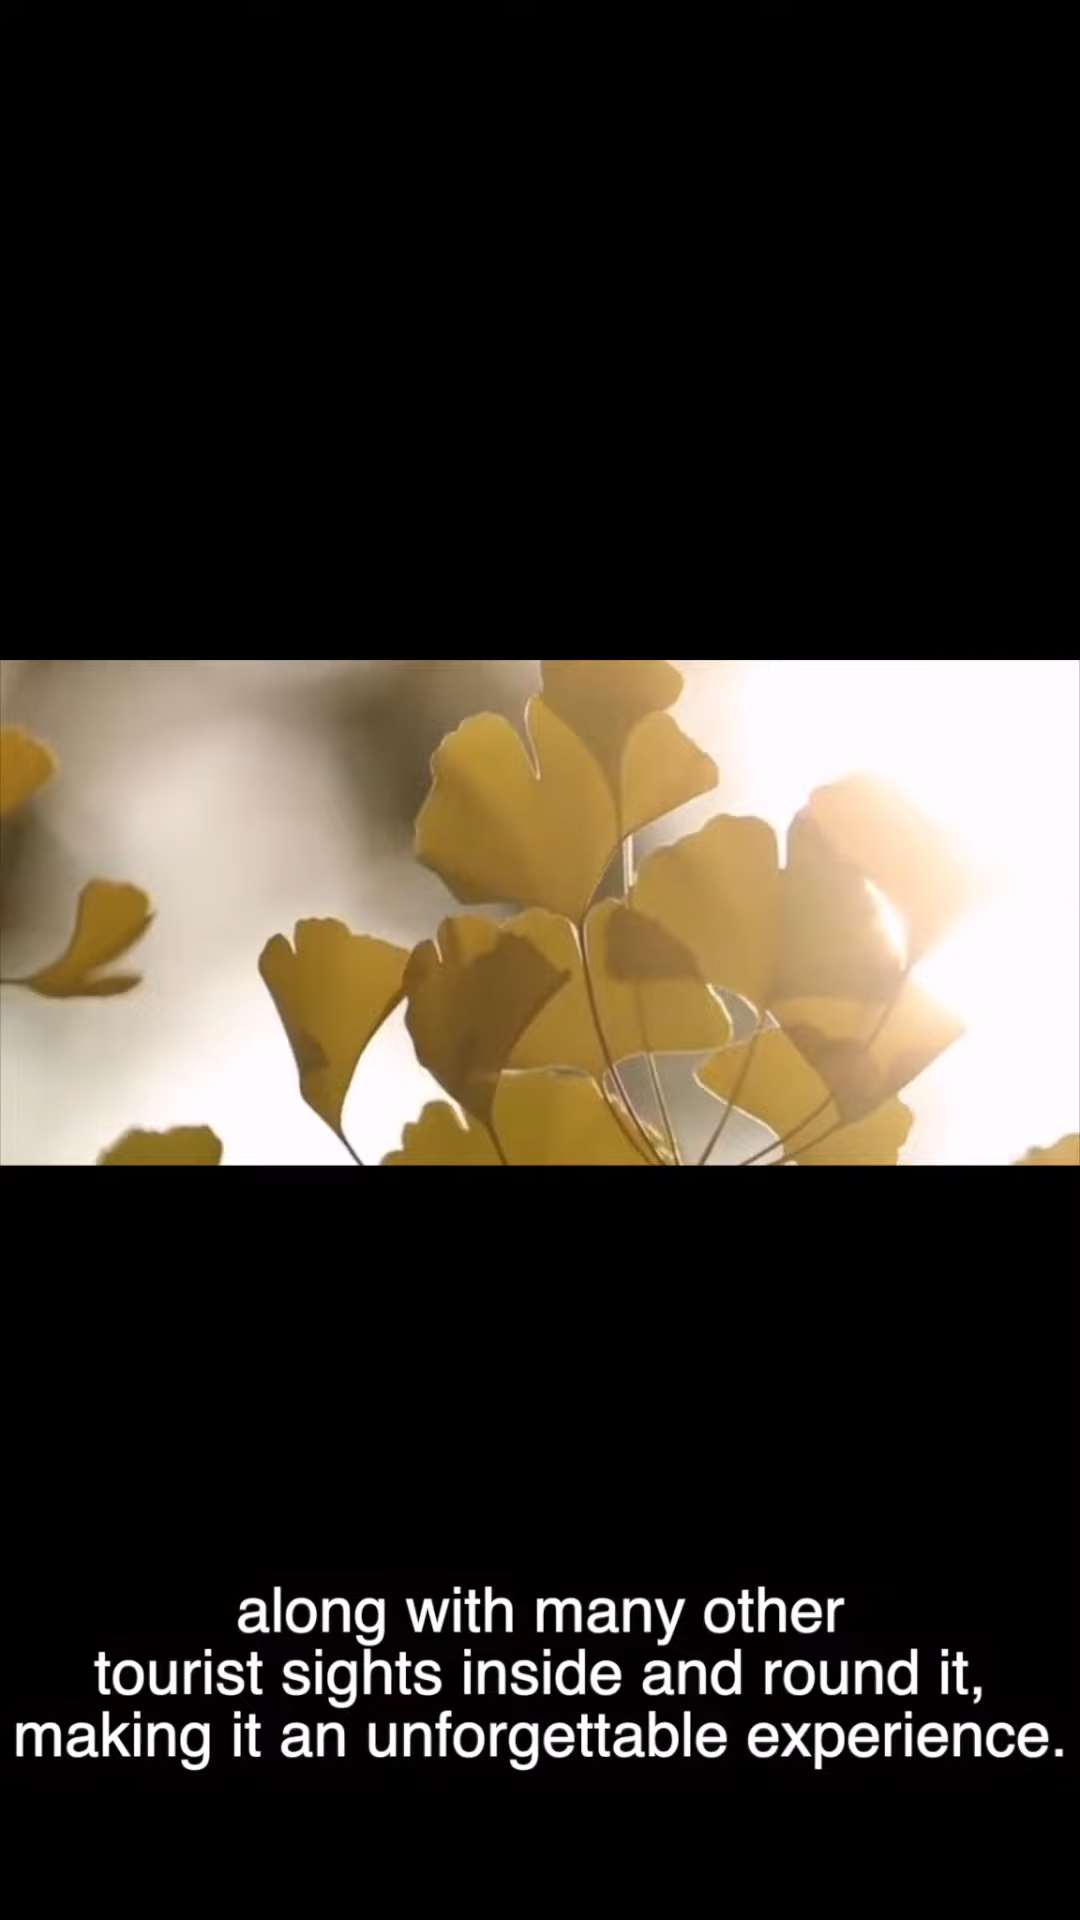 along with many other
tourist sights inside and round it,
making it an unforgettable experience.